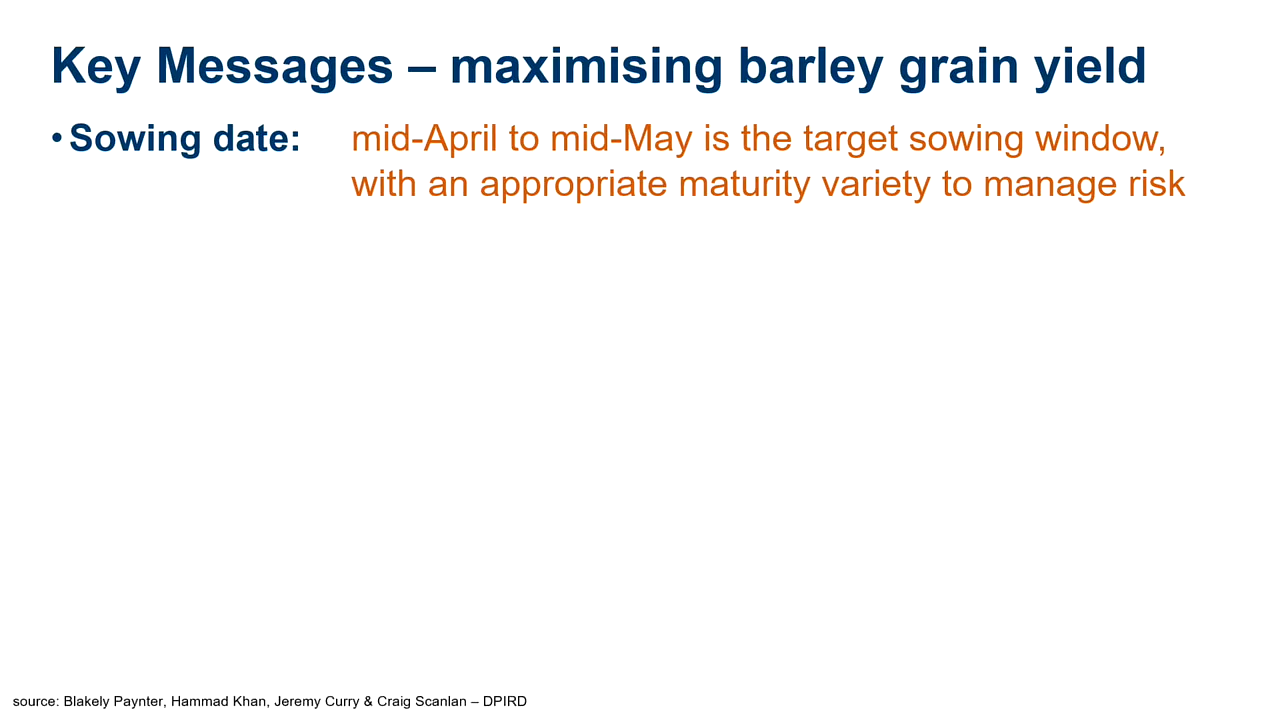 Key Messages – maximising barley grain yield
• Sowing date: mid-April to mid-May is the target sowing window,
with an appropriate maturity variety to manage risk
source: Blakely Paynter, Hammad Khan, Jeremy Curry & Craig Scanlan – DPIRD